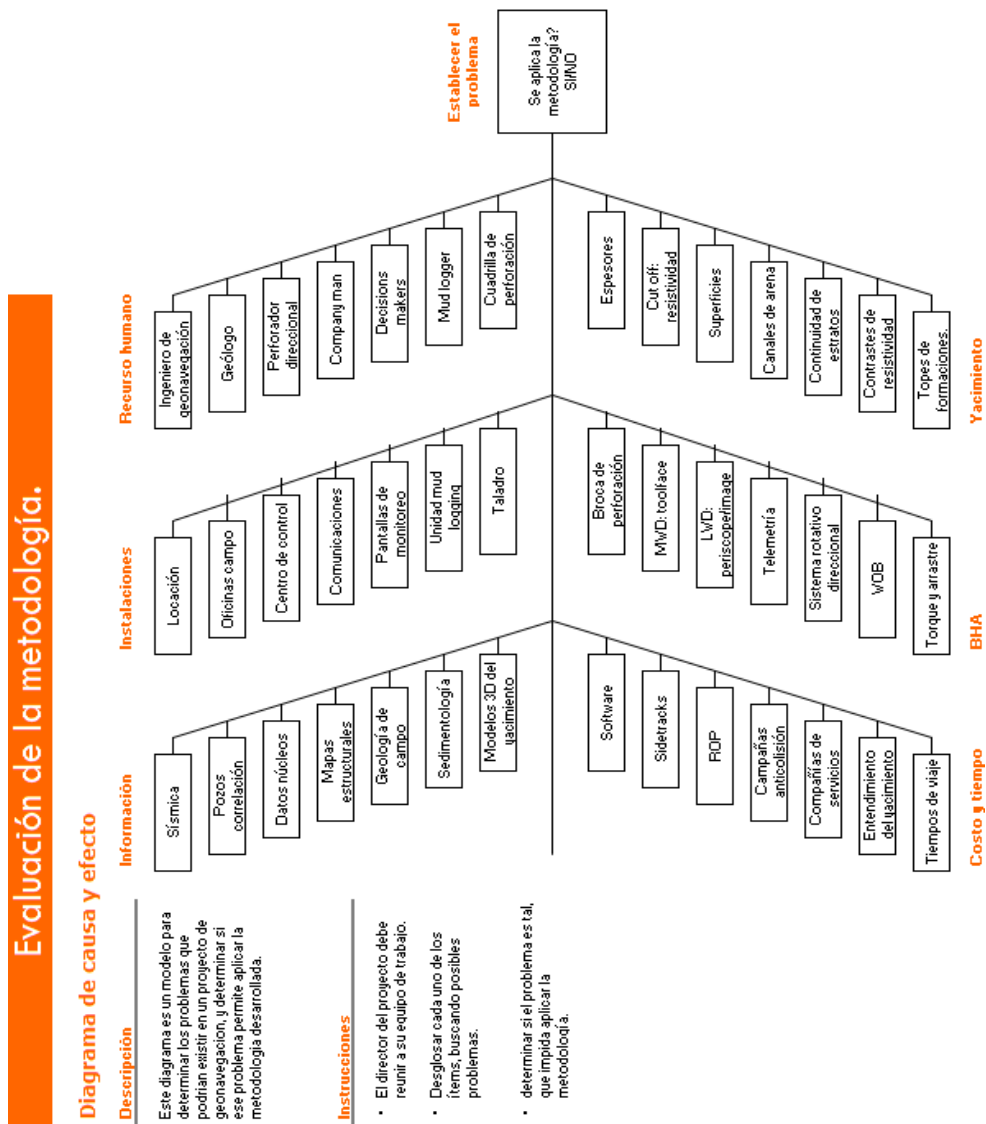 Evaluación de la metodología.
Diagrama de causa y efecto
Descripción
Este diagrama es un modelo para
determinar los problemas que
podrian existir en un proyecto de
geonavegacion, y determinar si
ese problema permite aplicar la
metodología desarrollada.
Instrucciones
• El director del proyecto debe
reunir a su equipo de trabajo.
• Desglosar cada uno de los
ítems, buscando posibles
problemas.
• determinar si el problema es tal,
que impida aplicar la
metodología.
Información
Sísmica
Pozos
correlación
Datos núcleos
Mapas
estructurales
Geología de
campo
Sedimentología
Modelos 3D del
yacimiento
Instalaciones
Locación
Oficinas campo
Centro de control
Comunicaciones
Pantallas de
monitoreo
Unidad mud
logging
Taladro
Recurso humano
Ingeniero de
geonavegación
Geólogo
Perforador
direccional
Company man
Decisions
makers
Mud logger
Cuadrilla de
perforación
Establecer el
problema
Se aplica la
metodología?
SI/NO
Software
Sidetracks
ROP
Campañas
anticolisión
Compañías de
servicios
Entendimiento
del yacimiento
Tiempos de viaje
Costo y tiempo
Broca de
perforación
MWD: toolface
LWD:
periscoperimage
Telemetría
Sistema rotativo
direccional
WOB
Torque y arrastre
BHA
Espesores
Cut off:
resistividad
Superficies
Canales de arena
Continuidad de
estratos
Contrastes de
resistividad
Topes de
formaciones.
Yacimiento